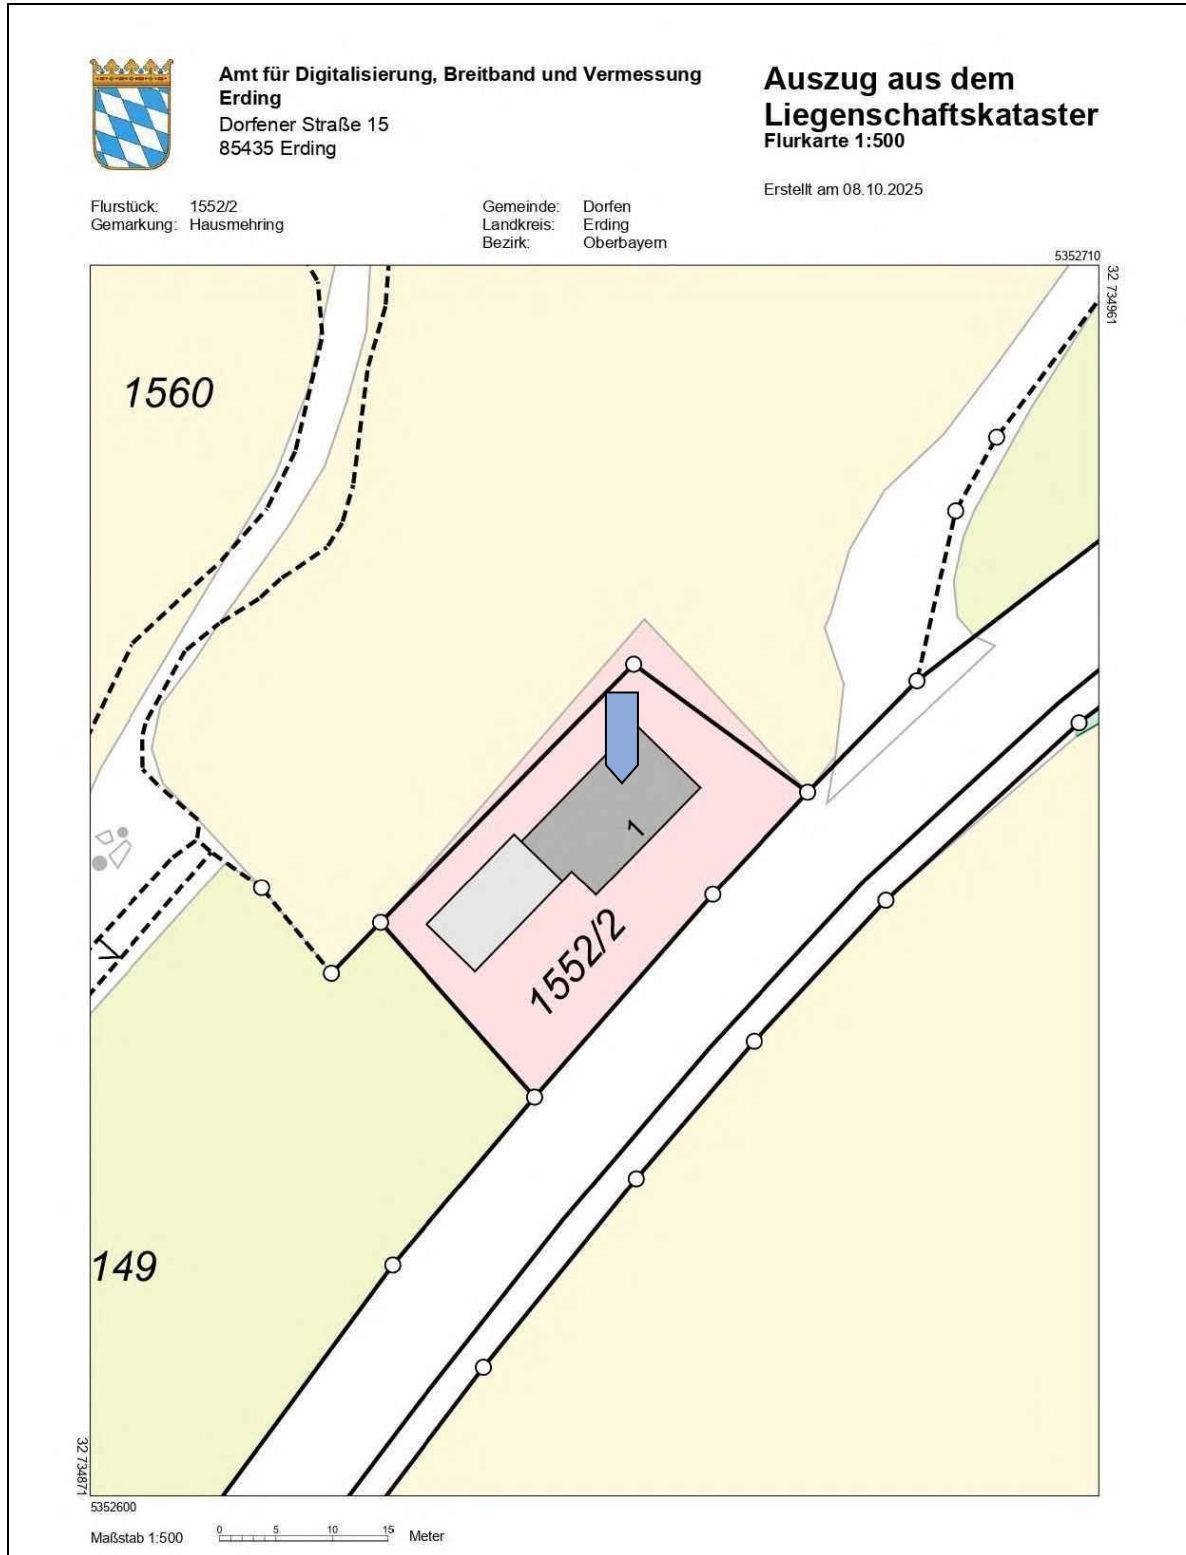 Amt für Digitalisierung, Breitband und Vermessung
Erding
Dorfener Straße 15
85435 Erding
Auszug aus dem
Liegenschaftskataster
Flurkarte 1:500
Erstellt am 08.10.2025
Flurstück: 1552/2
Gemarkung: Hausmehring
Gemeinde: Dorfen
Landkreis: Erding
Bezirk: Oberbayern
5352710
32 734961
1560
1
1552/2
149
32 734871
5352600
Maßstab 1:500
0 5 10 15 Meter